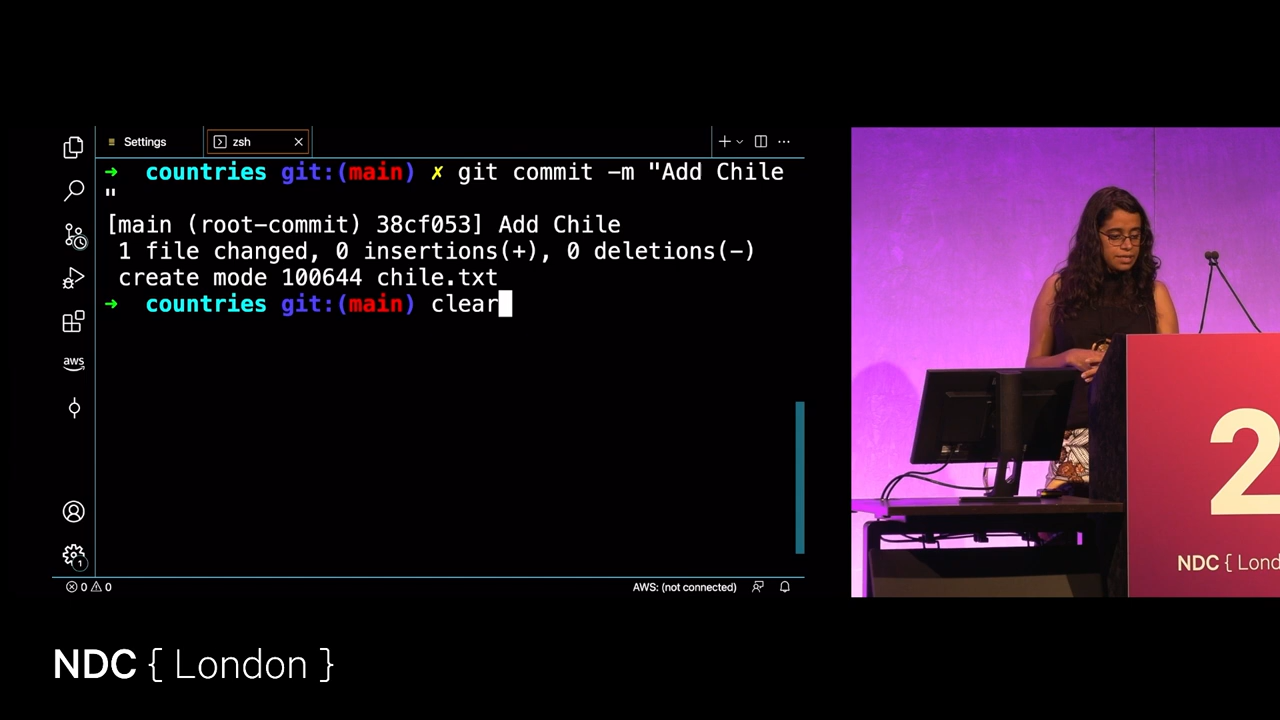 Settings
zsh
➜ countries git:(main) ✗ git commit -m "Add Chile
"
[main (root-commit) 38cf053] Add Chile
1 file changed, 0 insertions(+), 0 deletions(-)
create mode 100644 chile.txt
➜ countries git:(main) clear
aws
1
0 0
AWS: (not connected)
2
NDC { Lond
NDC { London }